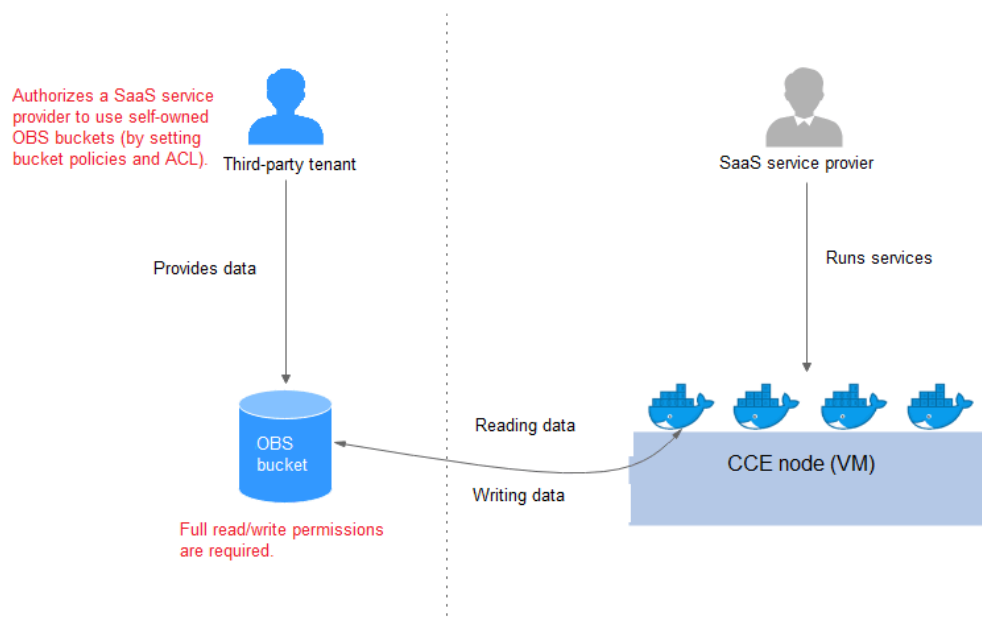 Authorizes a SaaS service
provider to use self-owned
OBS buckets (by setting
bucket policies and ACL).
Third-party tenant
SaaS service provier
Provides data
Runs services
OBS
bucket
Reading data
Writing data
CCE node (VM)
Full read/write permissions
are required.